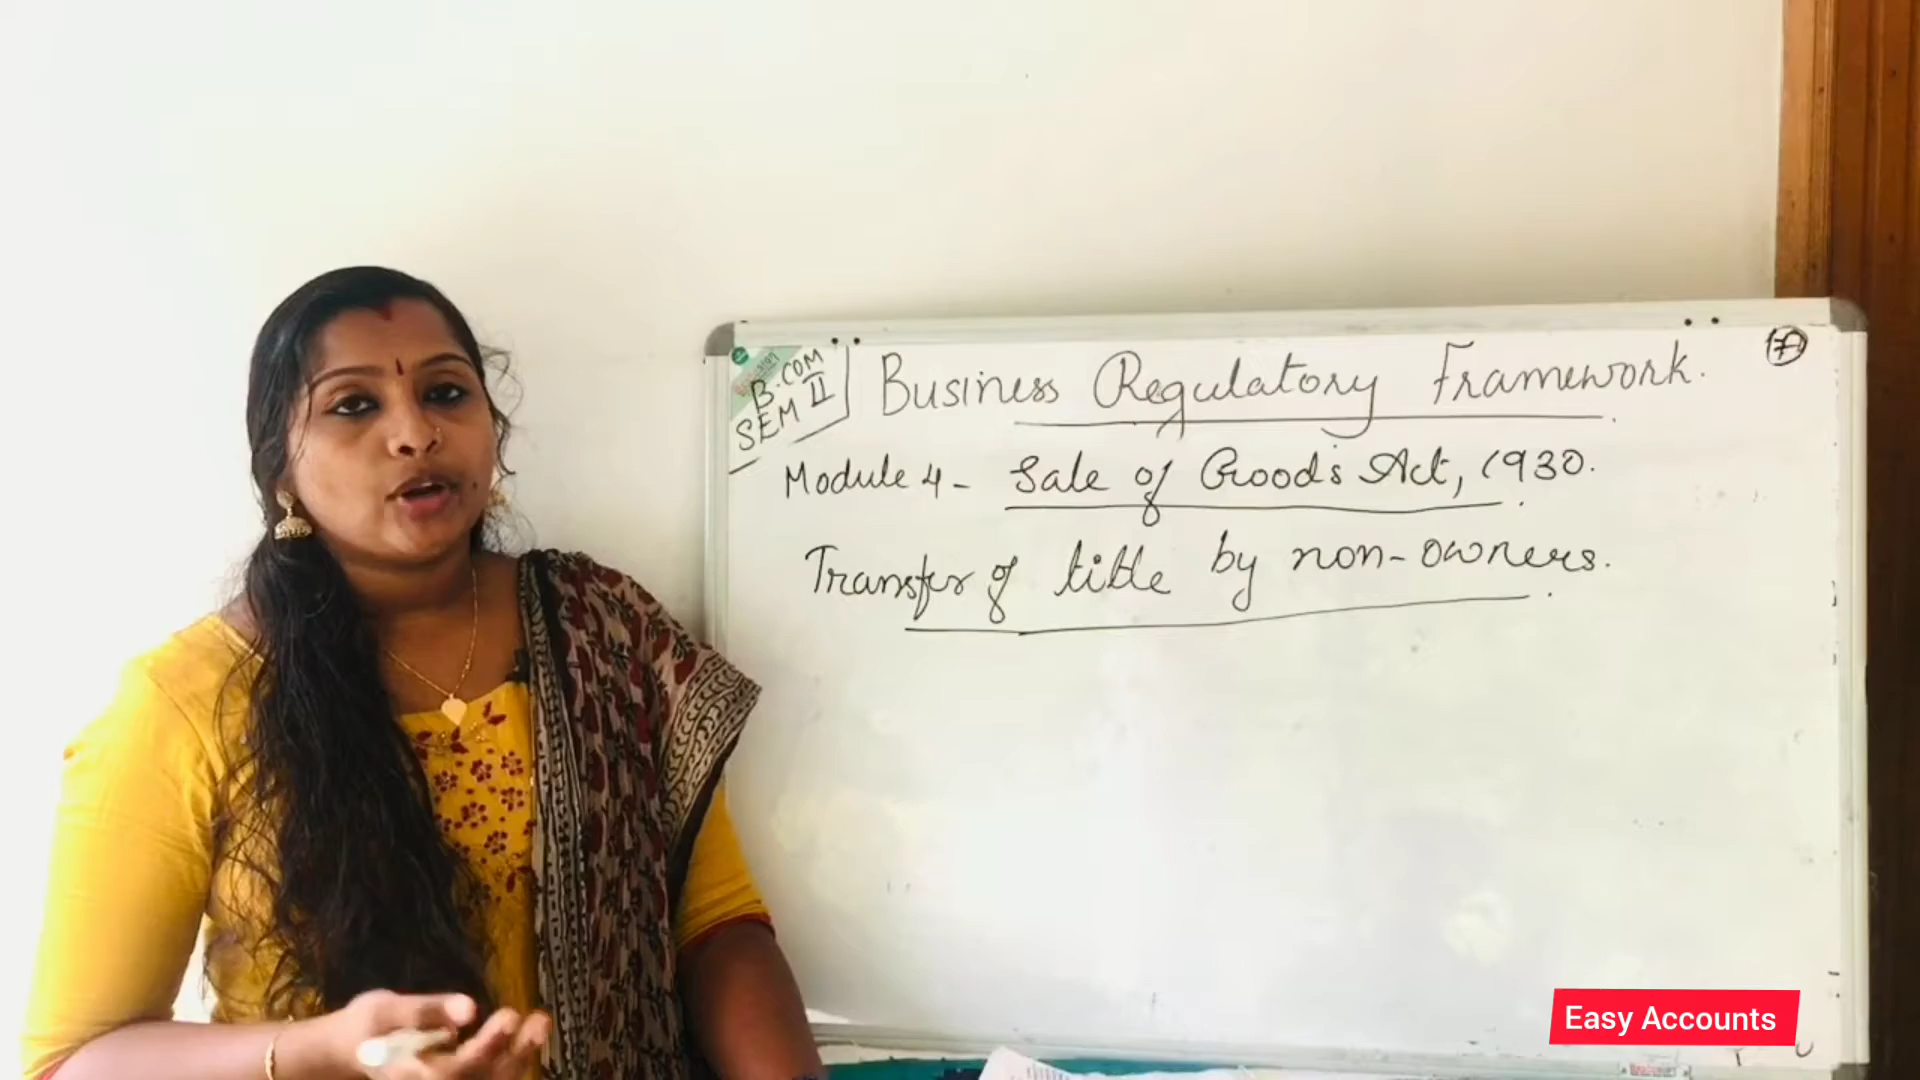 B.COM
SEM II
Business Regulatory Framework.
7
Module 4 - Sale of Goods Act, 1930.
Transfer of title by non-owners.
Easy Accounts